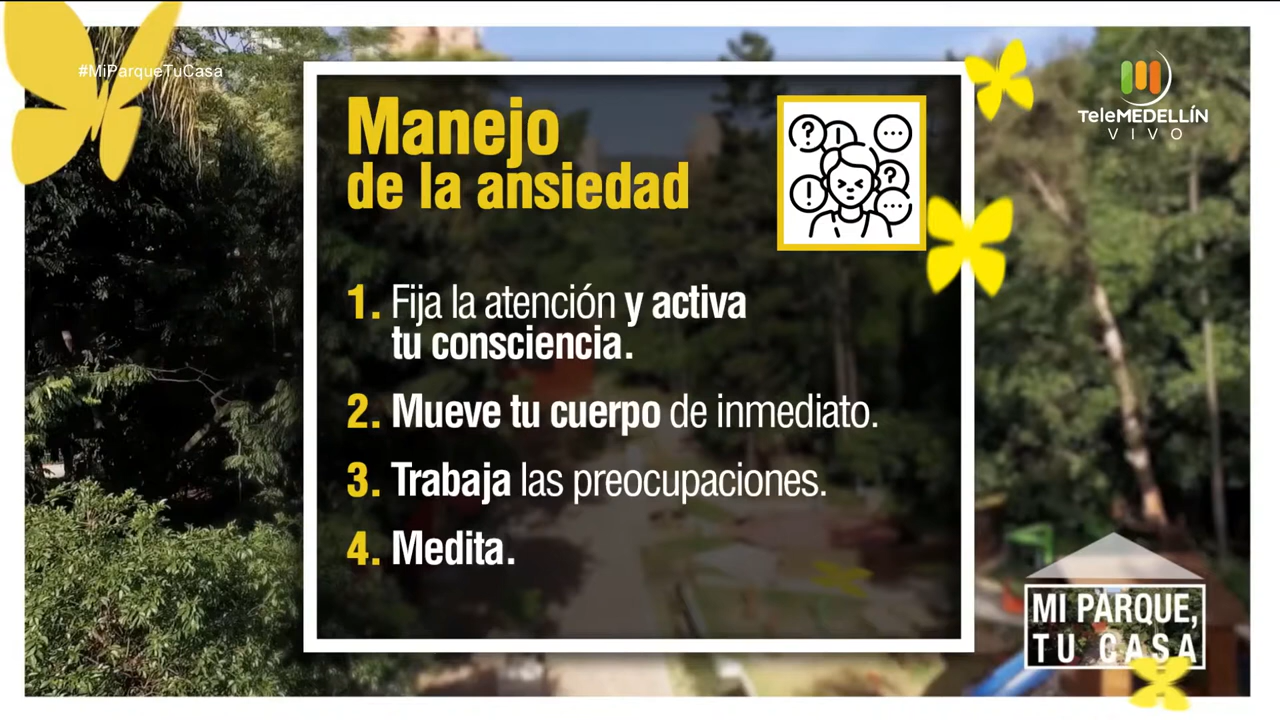 #MiParqueTuCasa
TeleMEDELLÍN
VIVO
Manejo
de la ansiedad
1. Fija la atención y activa
tu consciencia.
2. Mueve tu cuerpo de inmediato.
3. Trabaja las preocupaciones.
4. Medita.
MI PARQUE,
TU CASA